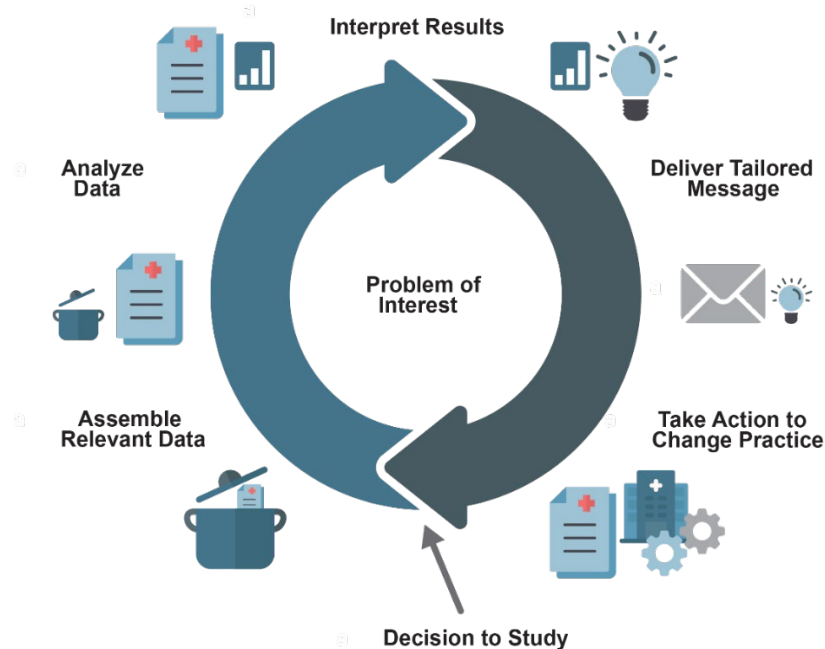 Interpret Results
Analyze
Data
Deliver Tailored
Message
Problem of
Interest
Assemble
Relevant Data
Take Action to
Change Practice
Decision to Study